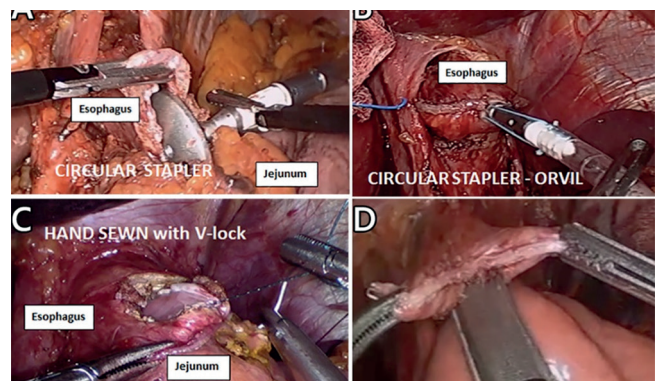 A
Esophagus
CIRCULAR STAPLER
Jejunum
B
Esophagus
CIRCULAR STAPLER - ORVIL
C
HAND SEWN with V-lock
Esophagus
Jejunum
D